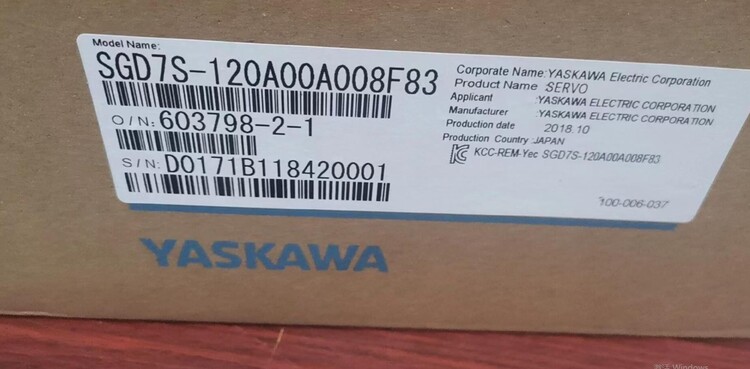 Model Name:
SGD7S-120A00A008F83
O/N: 603798-2-1
S/N: D0171B118420001
Corporate Name: YASKAWA Electric Corporation
Product Name SERVO
Applicant :YASKAWA ELECTRIC CORPORATION
Manufacturer :YASKAWA ELECTRIC CORPORATION
Production date 2018.10
Production Country :JAPAN
KCC-REM-Yec SGD7S-120A00A008F83
100-006-037
YASKAWA
Windows